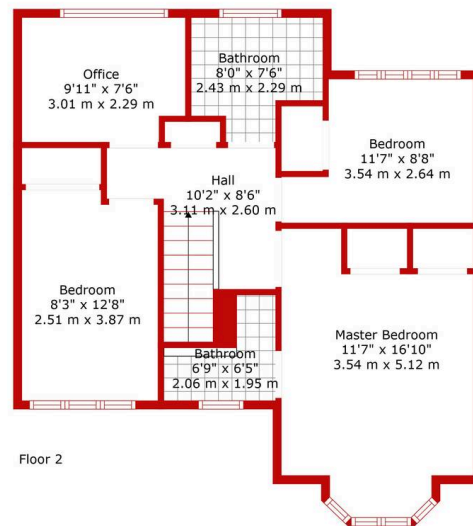 Office
9'11" x 7'6"
3.01 m x 2.29 m
Bathroom
8'0" x 7'6"
2.43 m x 2.29 m
Bedroom
11'7" x 8'8"
3.54 m x 2.64 m
Hall
10'2" x 8'6"
3.11 m x 2.60 m
Bedroom
8'3" x 12'8"
2.51 m x 3.87 m
Bathroom
6'9" x 6'5"
2.06 m x 1.95 m
Master Bedroom
11'7" x 16'10"
3.54 m x 5.12 m
Floor 2